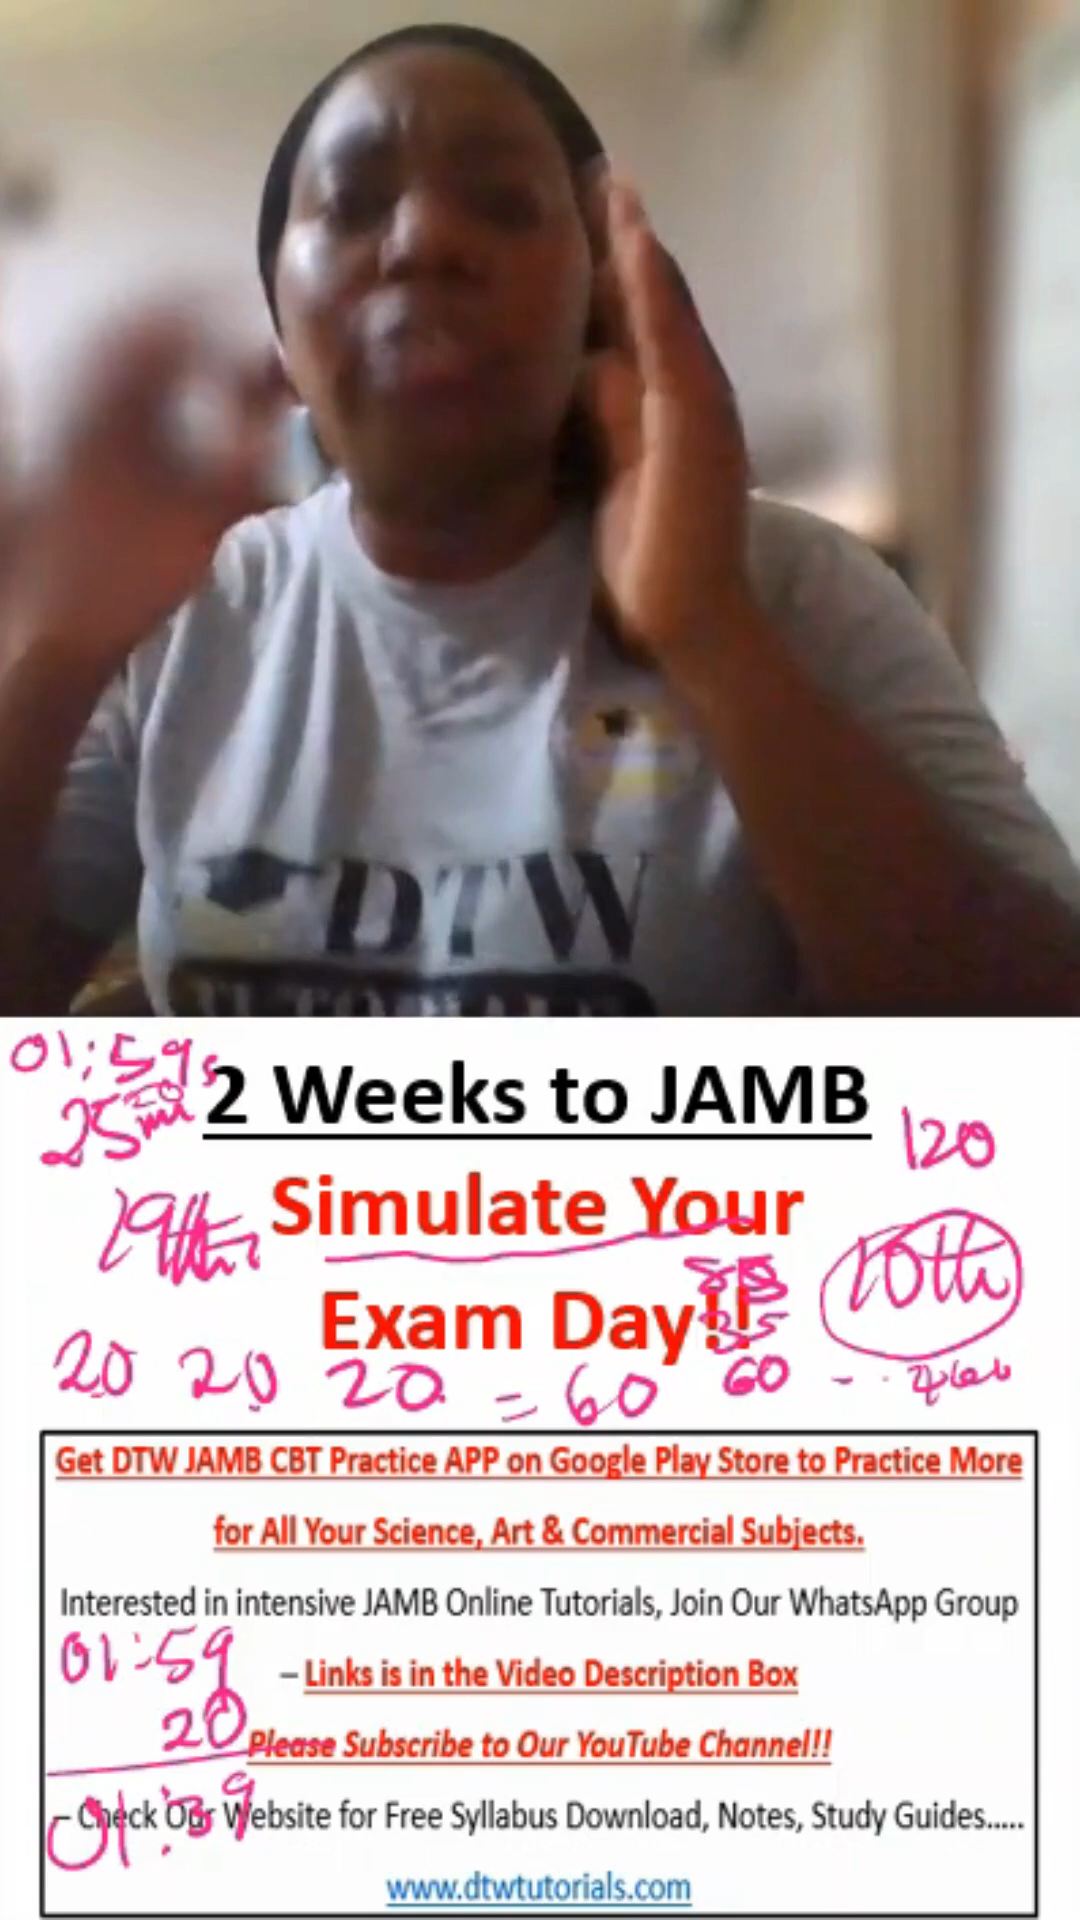 DTW
TUTORIALS
01:59s
25
2 Weeks to JAMB
120
19th
Simulate Your
10th
Exam Day!!
35
20 20 20 = 60
60
Get DTW JAMB CBT Practice APP on Google Play Store to Practice More
for All Your Science, Art & Commercial Subjects.
Interested in intensive JAMB Online Tutorials, Join Our WhatsApp Group
01:59
– Links is in the Video Description Box
20
Please Subscribe to Our YouTube Channel!!
01:39
– Check Our Website for Free Syllabus Download, Notes, Study Guides.....
www.dtwtutorials.com